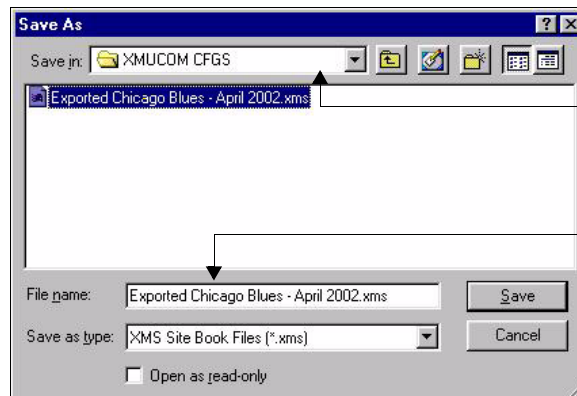 Save As
Save in: XMUCOM CFGS
Exported Chicago Blues - April 2002.xms
File name: Exported Chicago Blues - April 2002.xms Save
Save as type: XMS Site Book Files (*.xms) Cancel
Open as read-only